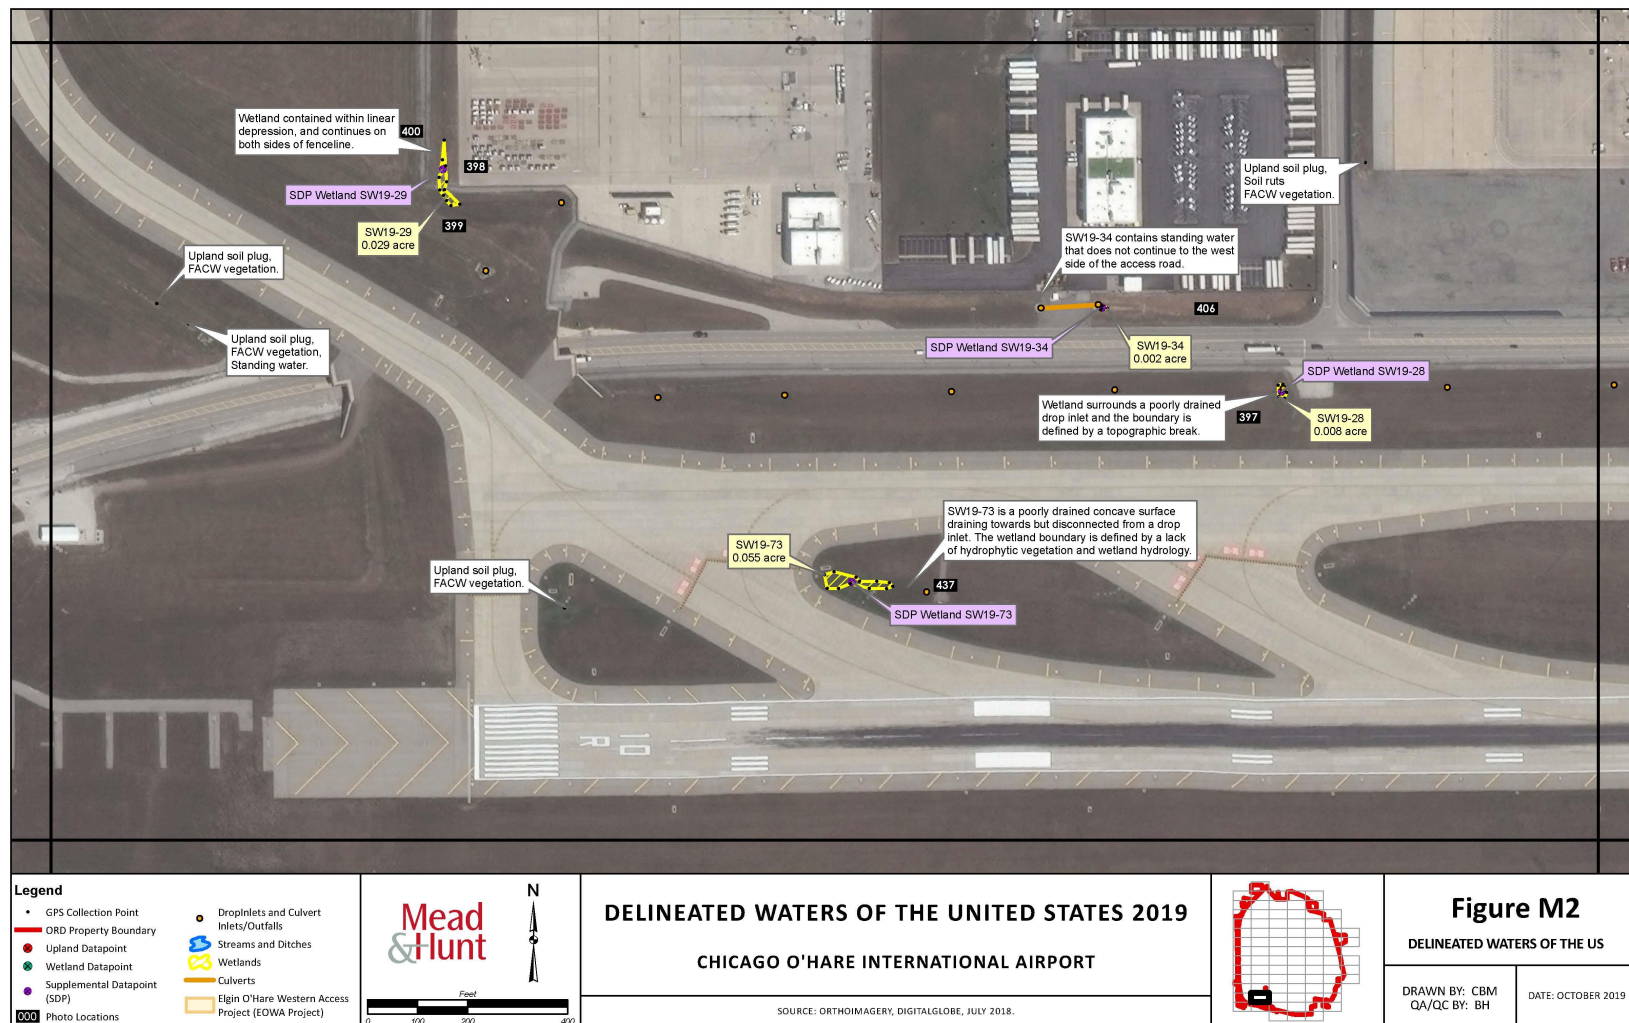 Wetland contained within linear
depression, and continues on
both sides of fenceline.
400
398
SDP Wetland SW19-29
SW19-29
0.029 acre
399
Upland soil plug,
FACW vegetation.
Upland soil plug,
FACW vegetation,
Standing water.
Upland soil plug,
Soil ruts
FACW vegetation.
SW19-34 contains standing water
that does not continue to the west
side of the access road.
406
SDP Wetland SW19-34
SW19-34
0.002 acre
SDP Wetland SW19-28
Wetland surrounds a poorly drained
drop inlet and the boundary is
defined by a topographic break.
397
SW19-28
0.008 acre
SW19-73 is a poorly drained concave surface
draining towards but disconnected from a drop
inlet. The wetland boundary is defined by a lack
of hydrophytic vegetation and wetland hydrology.
SW19-73
0.055 acre
437
SDP Wetland SW19-73
Upland soil plug,
FACW vegetation.
10
R
Legend
GPS Collection Point
ORD Property Boundary
Upland Datapoint
Wetland Datapoint
Supplemental Datapoint
(SDP)
000 Photo Locations
DropInlets and Culvert
Inlets/Outfalls
Streams and Ditches
Wetlands
Culverts
Elgin O'Hare Western Access
Project (EOWA Project)
Mead
&Hunt
N
Feet
0 100 200 400
DELINEATED WATERS OF THE UNITED STATES 2019
CHICAGO O'HARE INTERNATIONAL AIRPORT
SOURCE: ORTHOIMAGERY, DIGITALGLOBE, JULY 2018.
Figure M2
DELINEATED WATERS OF THE US
DRAWN BY: CBM
QA/QC BY: BH
DATE: OCTOBER 2019